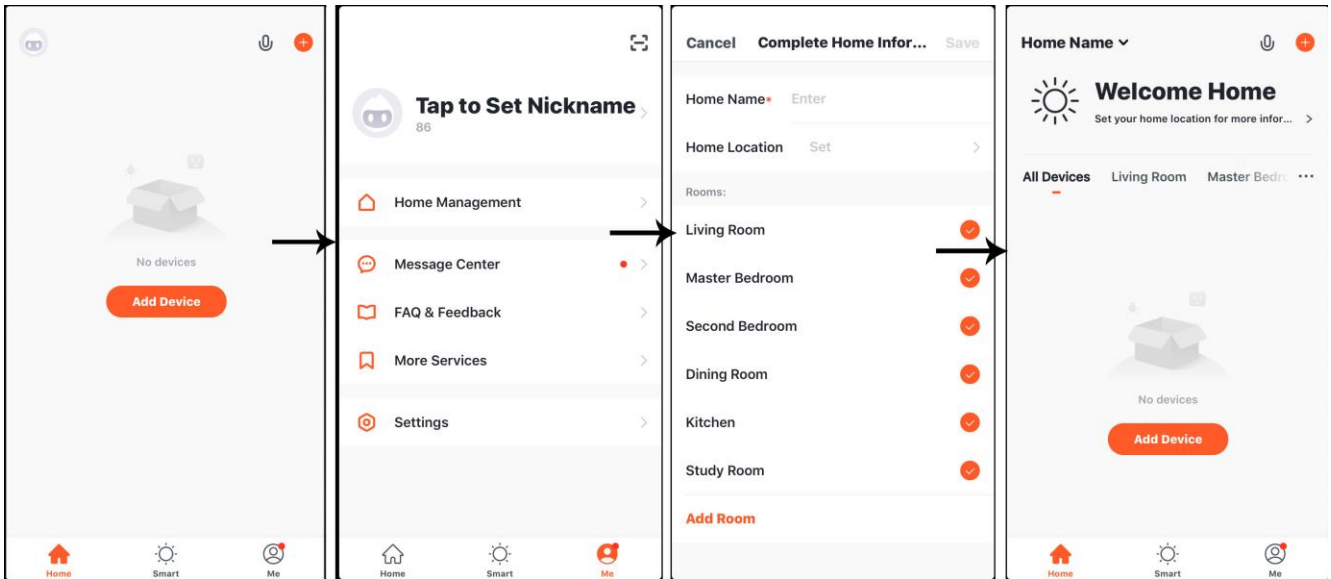 No devices
Add Device
Home
Smart
Me
Tap to Set Nickname
86
Home Management
Message Center
FAQ & Feedback
More Services
Settings
Home
Smart
Me
Cancel Complete Home Infor... Save
Home Name* Enter
Home Location Set
Rooms:
Living Room
Master Bedroom
Second Bedroom
Dining Room
Kitchen
Study Room
Add Room
Home Name
Welcome Home
Set your home location for more infor...
All Devices Living Room Master Bedro ...
No devices
Add Device
Home
Smart
Me